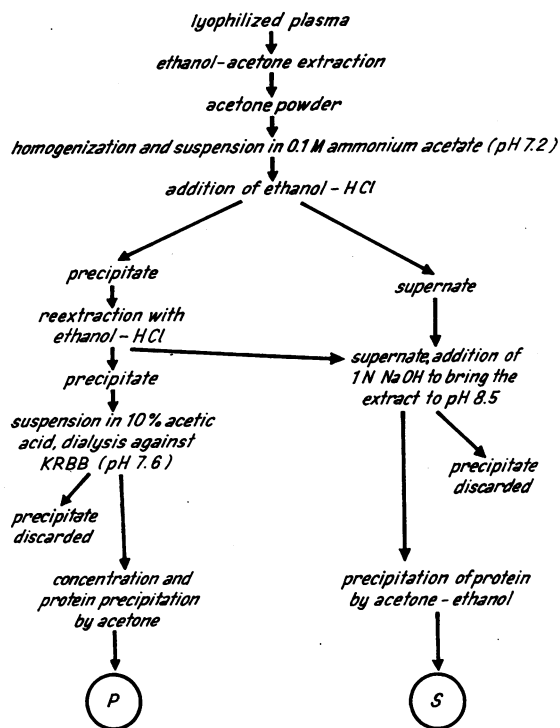 lyophilized plasma
ethanol-acetone extraction
acetone powder
homogenization and suspension in 0.1M ammonium acetate (pH 7.2)
addition of ethanol - HCl
precipitate
reextraction with
ethanol - HCl
precipitate
suspension in 10% acetic
acid, dialysis against
KRBB (pH 7.6)
precipitate
discarded
concentration and
protein precipitation
by acetone
P
supernate
supernate, addition of
1N NaOH to bring the
extract to pH 8.5
precipitate
discarded
precipitation of protein
by acetone - ethanol
S